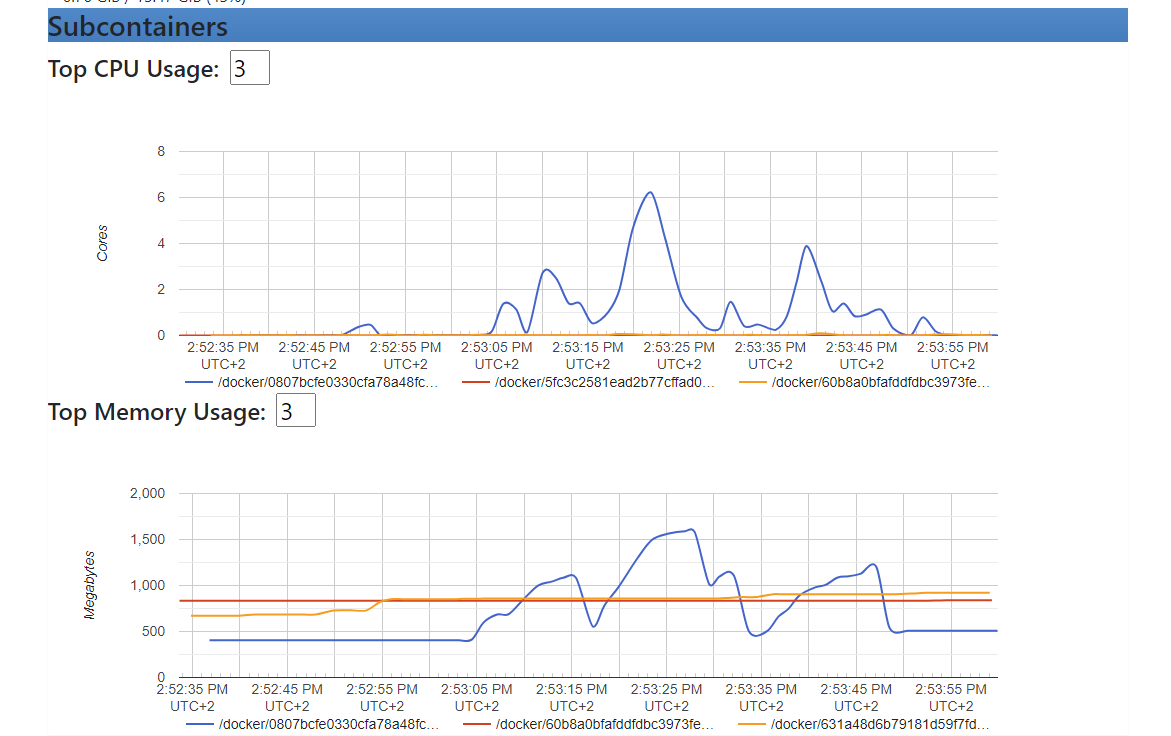 Subcontainers
Top CPU Usage: 3
8
6
4
2
0
Cores
2:52:35 PM 2:52:45 PM 2:52:55 PM 2:53:05 PM 2:53:15 PM 2:53:25 PM 2:53:35 PM 2:53:45 PM 2:53:55 PM
UTC+2 UTC+2 UTC+2 UTC+2 UTC+2 UTC+2 UTC+2 UTC+2 UTC+2
/docker/0807bcfe0330cfa78a48fc... /docker/5fc3c2581ead2b77cffad0... /docker/60b8a0bfafddfdbc3973fe...
Top Memory Usage: 3
2,000
1,500
1,000
500
0
Megabytes
2:52:35 PM 2:52:45 PM 2:52:55 PM 2:53:05 PM 2:53:15 PM 2:53:25 PM 2:53:35 PM 2:53:45 PM 2:53:55 PM
UTC+2 UTC+2 UTC+2 UTC+2 UTC+2 UTC+2 UTC+2 UTC+2 UTC+2
/docker/0807bcfe0330cfa78a48fc... /docker/60b8a0bfafddfdbc3973fe... /docker/631a48d6b79181d59f7fd...